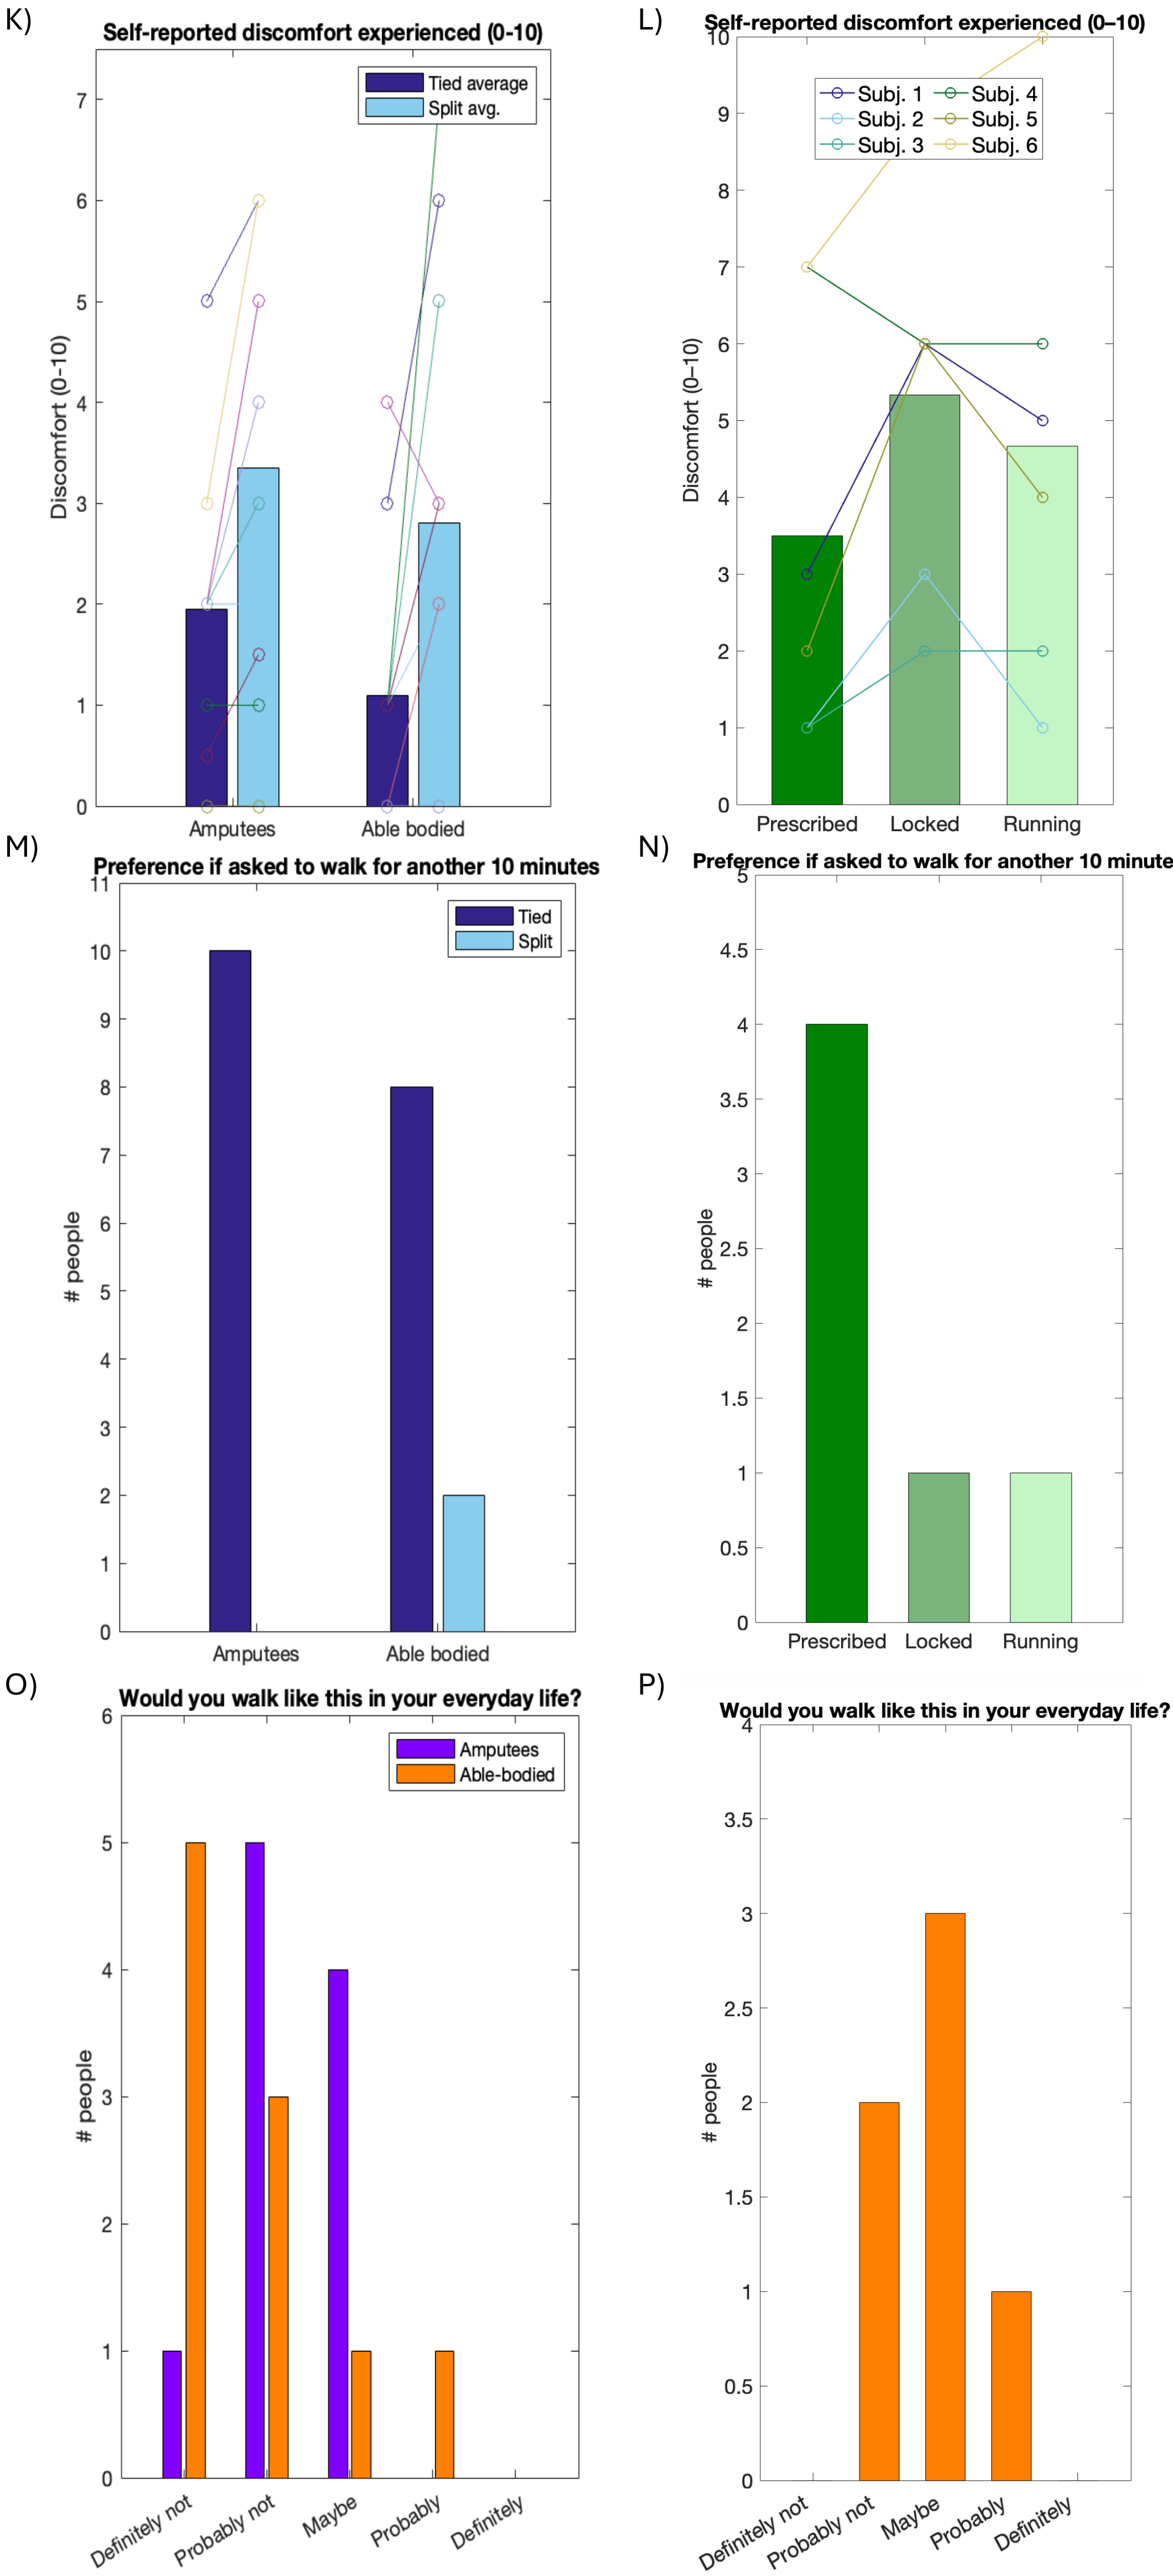 K)
Self-reported discomfort experienced (0-10)
Tied average
Split avg.
Discomfort (0-10)
7
6
5
4
3
2
1
0
Amputees
Able bodied
L)
Self-reported discomfort experienced (0–10)
Subj. 1
Subj. 2
Subj. 3
Subj. 4
Subj. 5
Subj. 6
Discomfort (0–10)
10
9
8
7
6
5
4
3
2
1
0
Prescribed
Locked
Running
M)
Preference if asked to walk for another 10 minutes
Tied
Split
# people
11
10
9
8
7
6
5
4
3
2
1
0
Amputees
Able bodied
N)
Preference if asked to walk for another 10 minute
# people
5
4.5
4
3.5
3
2.5
2
1.5
1
0.5
0
Prescribed
Locked
Running
O)
Would you walk like this in your everyday life?
Amputees
Able-bodied
# people
6
5
4
3
2
1
0
Definitely not
Probably not
Maybe
Probably
Definitely
P)
Would you walk like this in your everyday life?
# people
4
3.5
3
2.5
2
1.5
1
0.5
0
Definitely not
Probably not
Maybe
Probably
Definitely